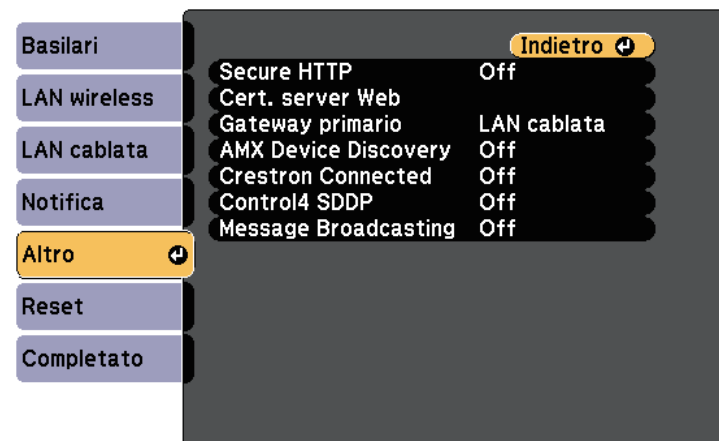 Basilari
LAN wireless
LAN cablata
Notifica
Altro
Reset
Completato
Indietro
Secure HTTP Off
Cert. server Web
Gateway primario LAN cablata
AMX Device Discovery Off
Crestron Connected Off
Control4 SDDP Off
Message Broadcasting Off